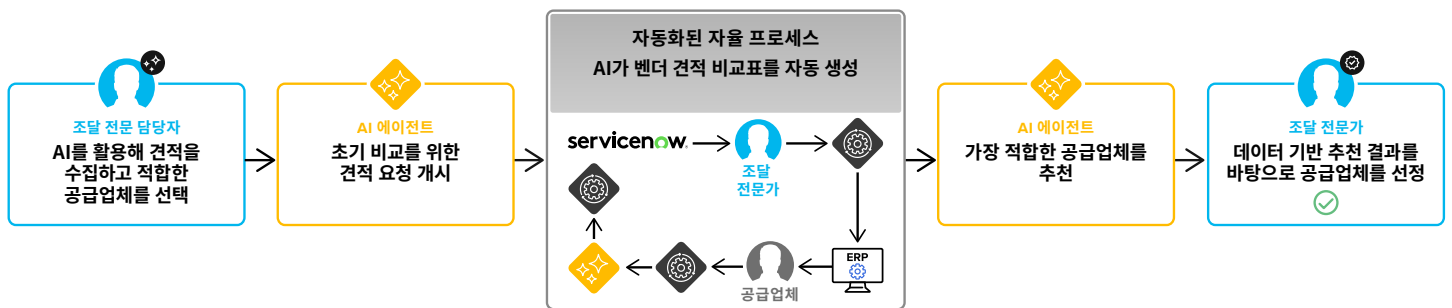 조달 전문 담당자
AI를 활용해 견적을
수집하고 적합한
공급업체를 선택
AI 에이전트
초기 비교를 위한
견적 요청 개시
자동화된 자율 프로세스
AI가 벤더 견적 비교표를 자동 생성
servicenow
조달
전문가
ERP
공급업체
AI 에이전트
가장 적합한 공급업체를
추천
조달 전문가
데이터 기반 추천 결과를
바탕으로 공급업체를 선정